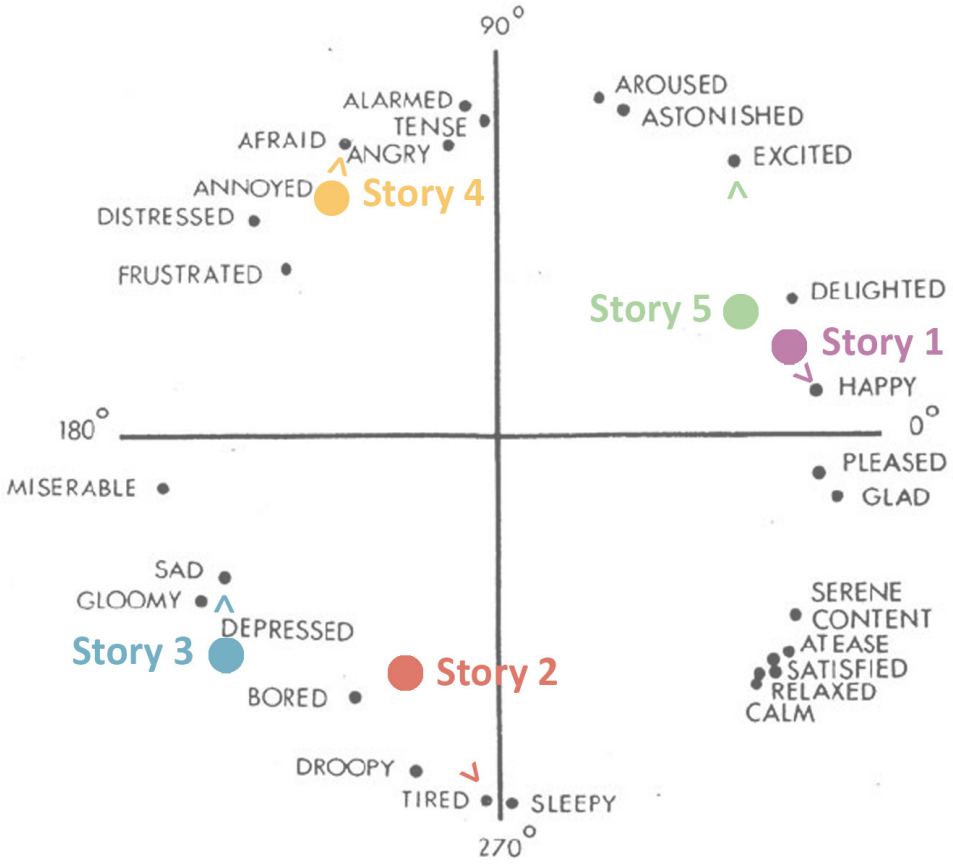 90°
AROUSED
ALARMED
ASTONISHED
TENSE
AFRAID
ANGRY
EXCITED
ANNOYED
Story 4
DISTRESSED
FRUSTRATED
DELIGHTED
Story 5
Story 1
HAPPY
180°
0°
PLEASED
MISERABLE
GLAD
SAD
SERENE
GLOOMY
CONTENT
DEPRESSED
AT EASE
Story 3
Story 2
SATISFIED
BORED
RELAXED
CALM
DROOPY
TIRED
SLEEPY
270°